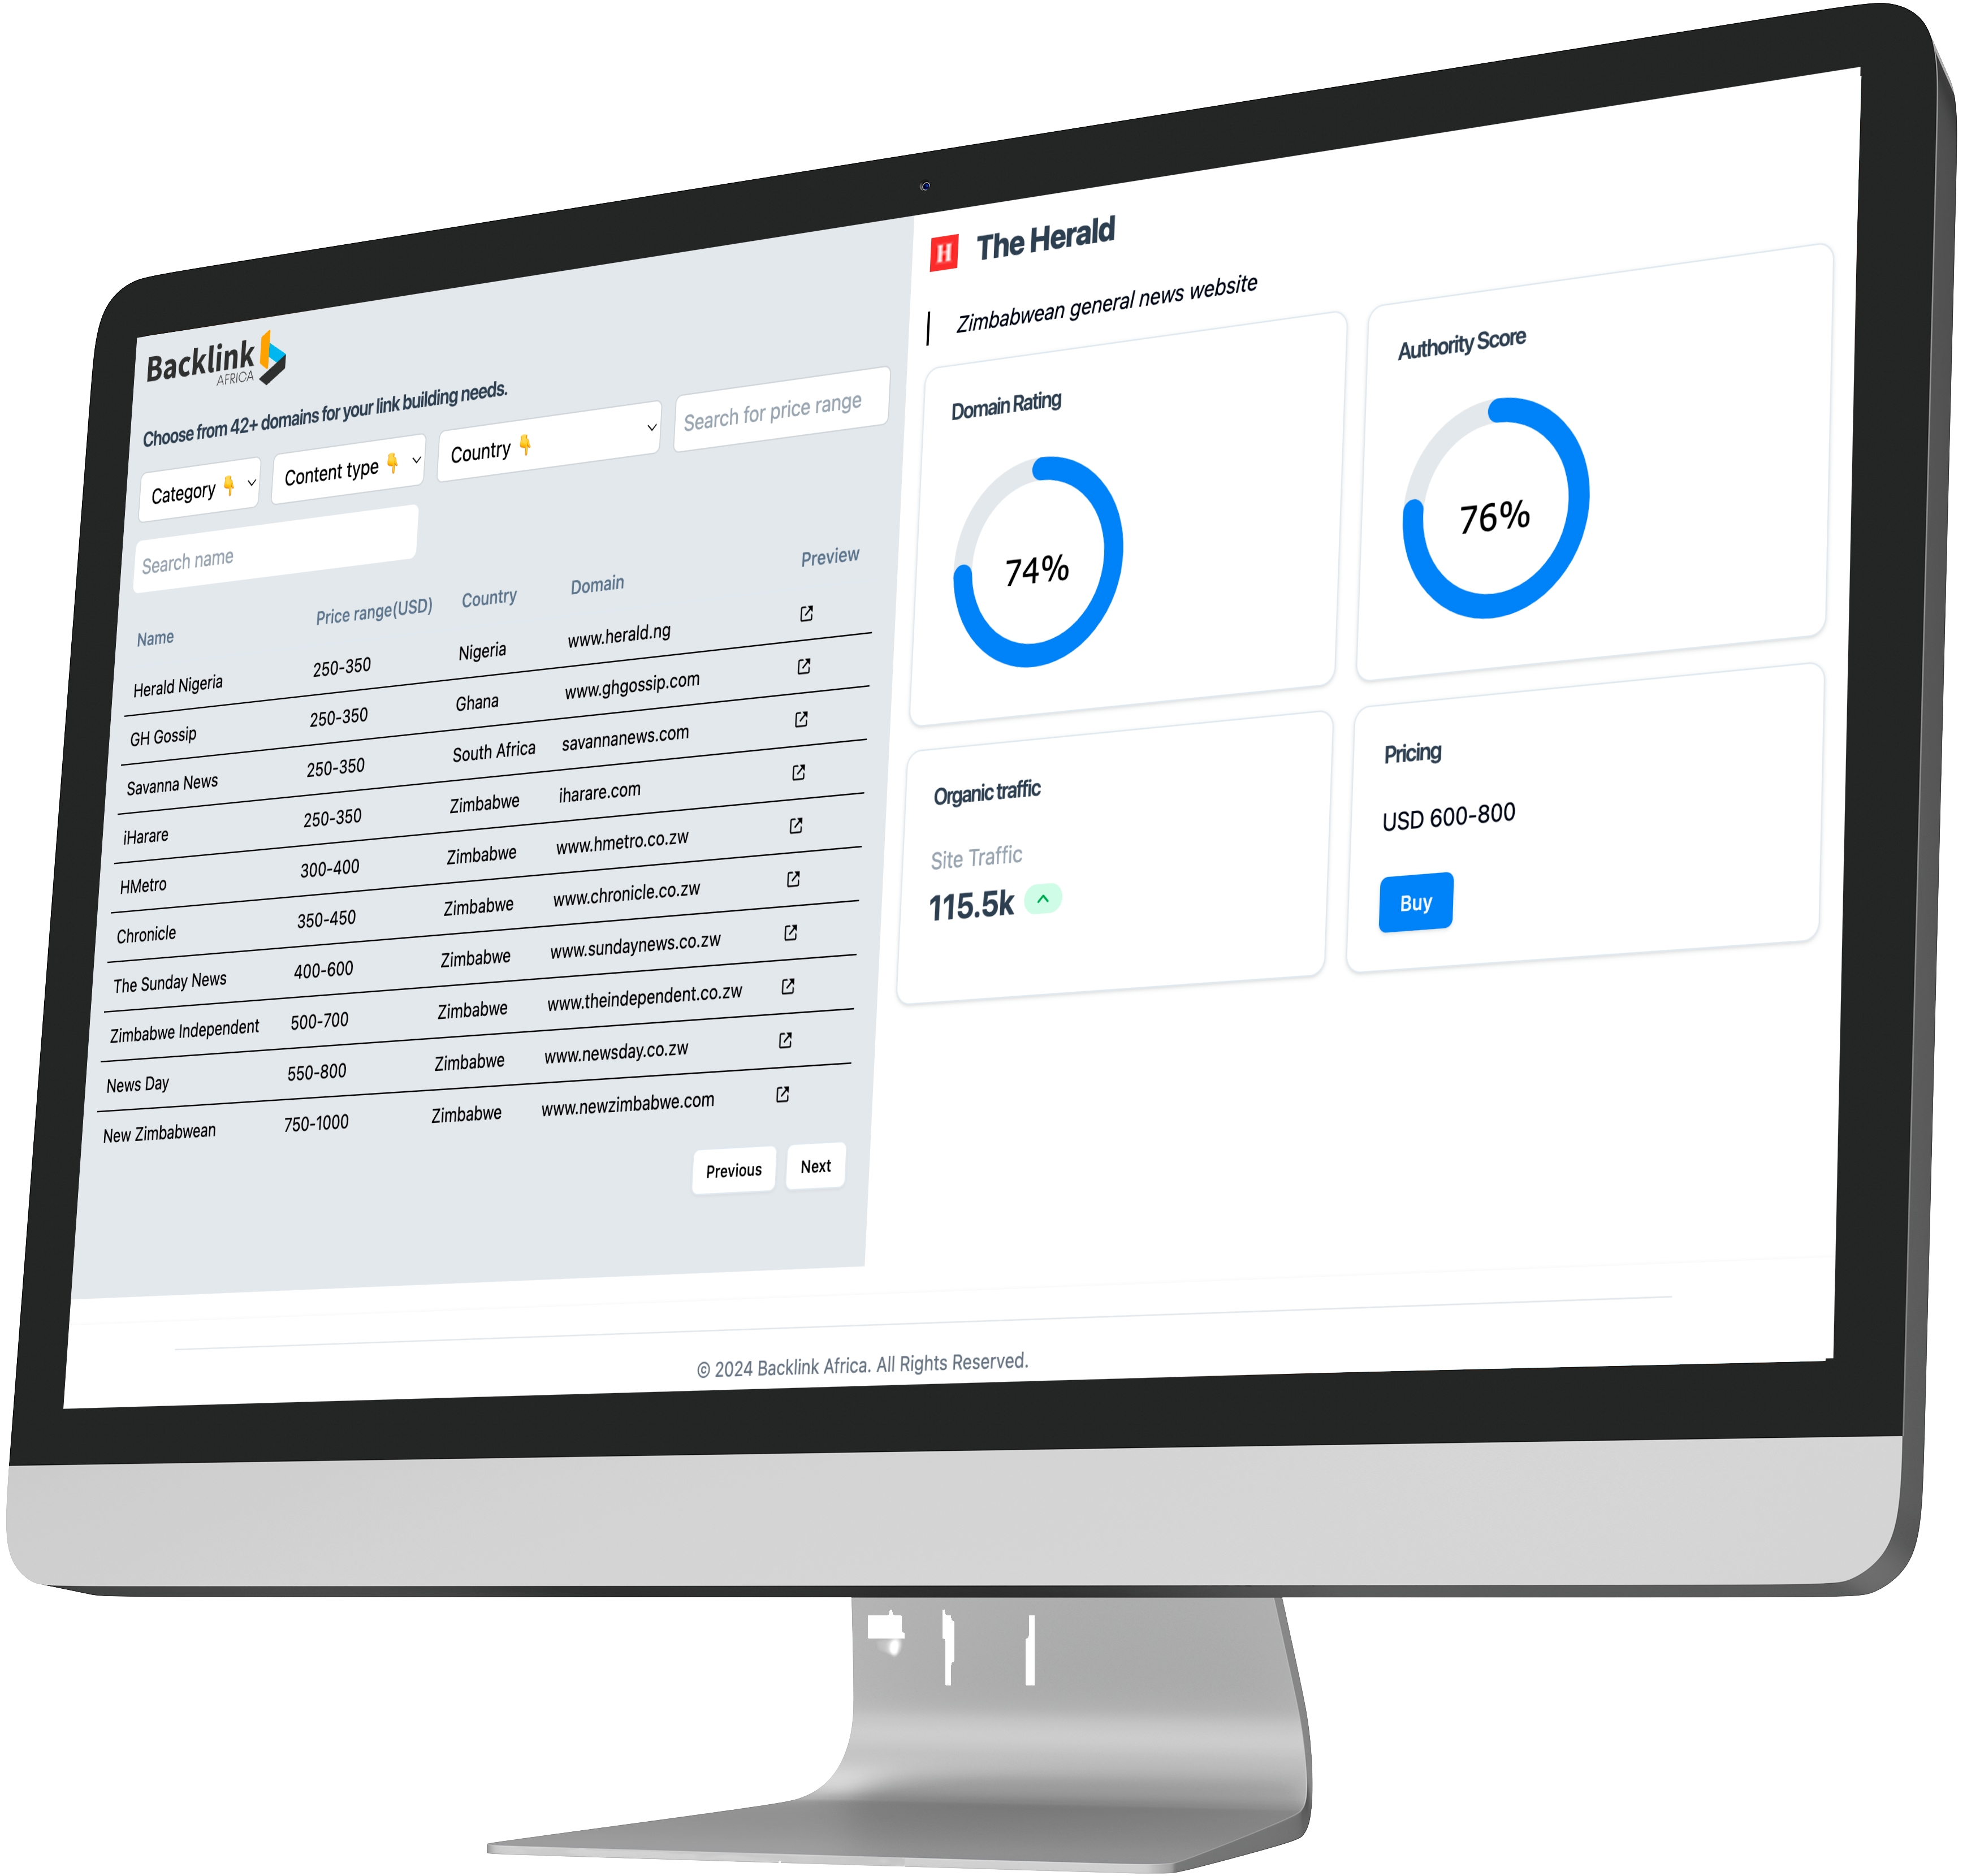 Backlink
AFRICA
Choose from 42+ domains for your link building needs.
Category 👇
Content type 👇
Country 👇
Search for price range
Search name
Name Price range(USD) Country Domain Preview
Herald Nigeria 250-350 Nigeria www.herald.ng
GH Gossip 250-350 Ghana www.ghgossip.com
Savanna News 250-350 South Africa savannanews.com
iHarare 250-350 Zimbabwe iharare.com
HMetro 300-400 Zimbabwe www.hmetro.co.zw
Chronicle 350-450 Zimbabwe www.chronicle.co.zw
The Sunday News 400-600 Zimbabwe www.sundaynews.co.zw
Zimbabwe Independent 500-700 Zimbabwe www.theindependent.co.zw
News Day 550-800 Zimbabwe www.newsday.co.zw
New Zimbabwean 750-1000 Zimbabwe www.newzimbabwe.com
Previous Next
H The Herald
Zimbabwean general news website
Domain Rating
74%
Authority Score
76%
Organic traffic
Site Traffic
115.5k
Pricing
USD 600-800
Buy
© 2024 Backlink Africa. All Rights Reserved.